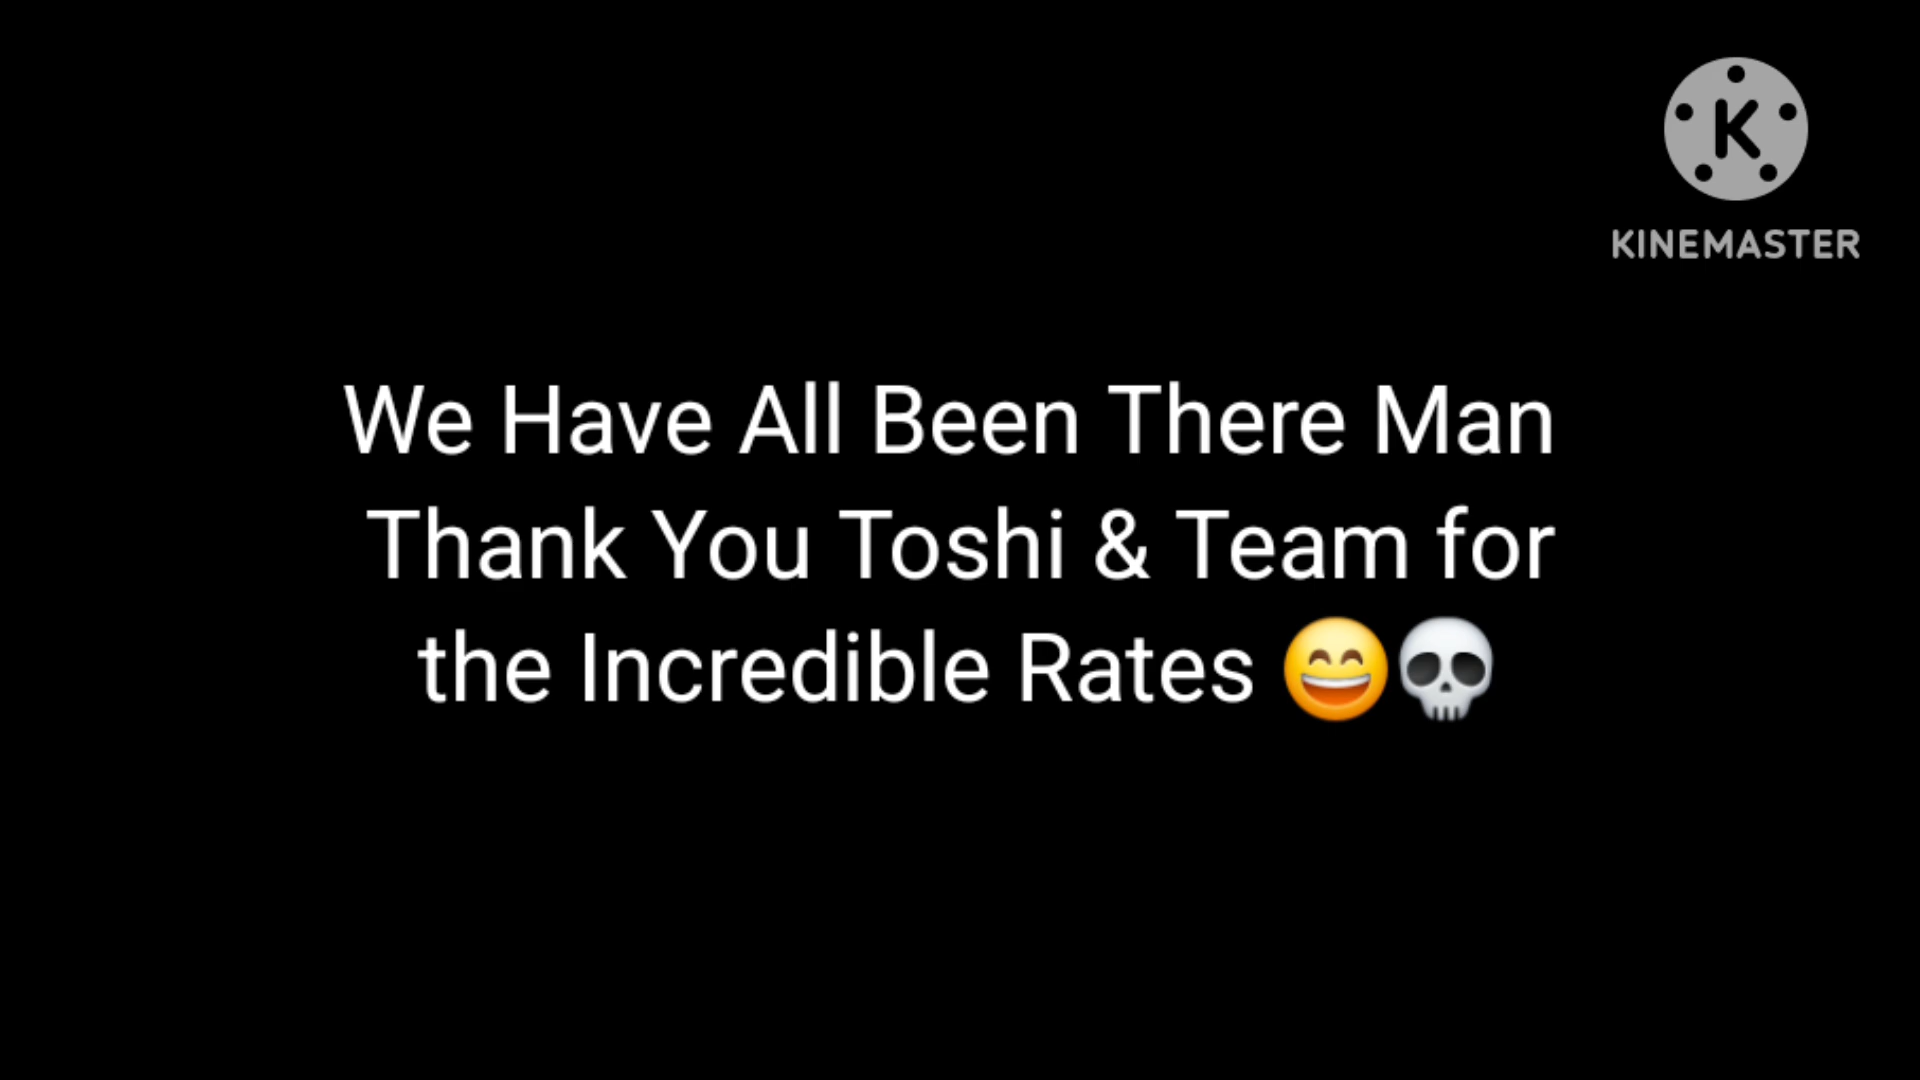 K
KINEMASTER
We Have All Been There Man
Thank You Toshi & Team for
the Incredible Rates 😄💀